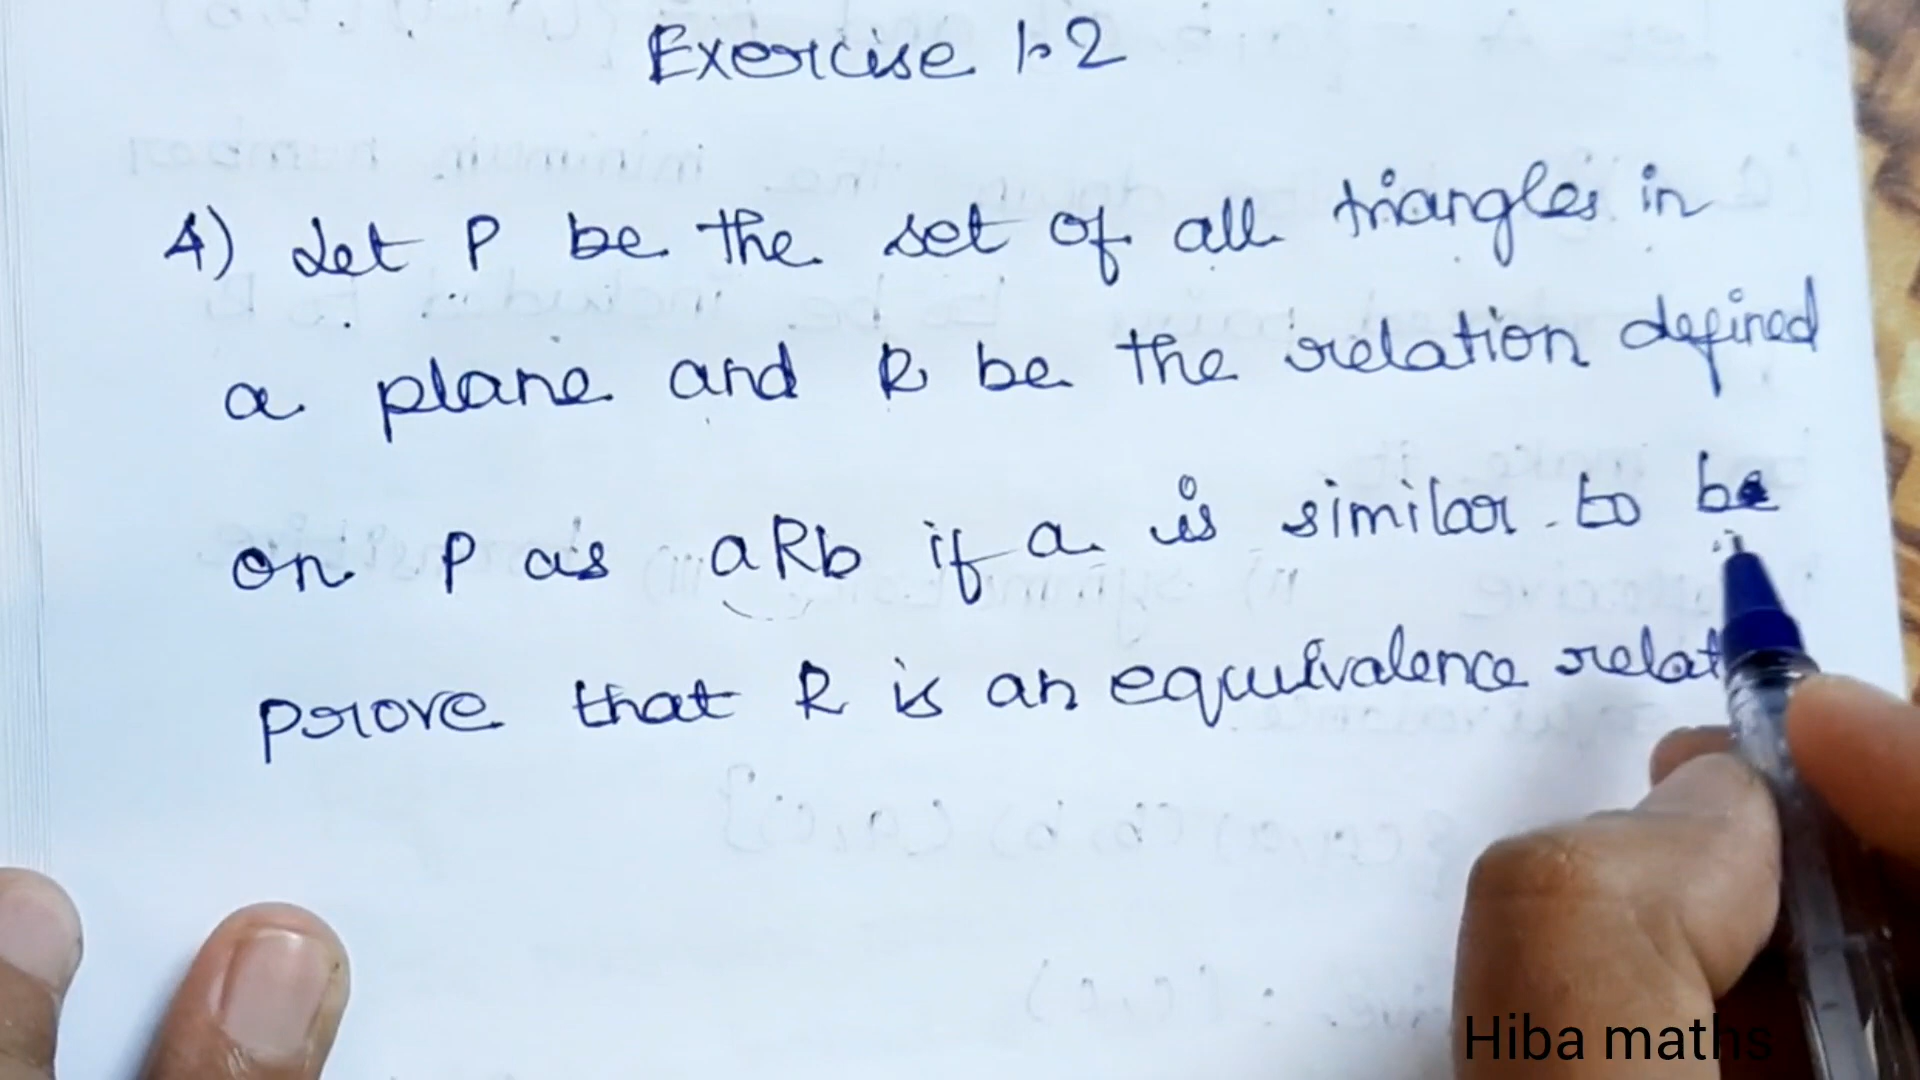 Exercise 1.2
4) Let P be the set of all triangles in
a plane and R be the relation defined
on P as aRb if a is similar to b
prove that R is an equivalence relat
Hiba maths